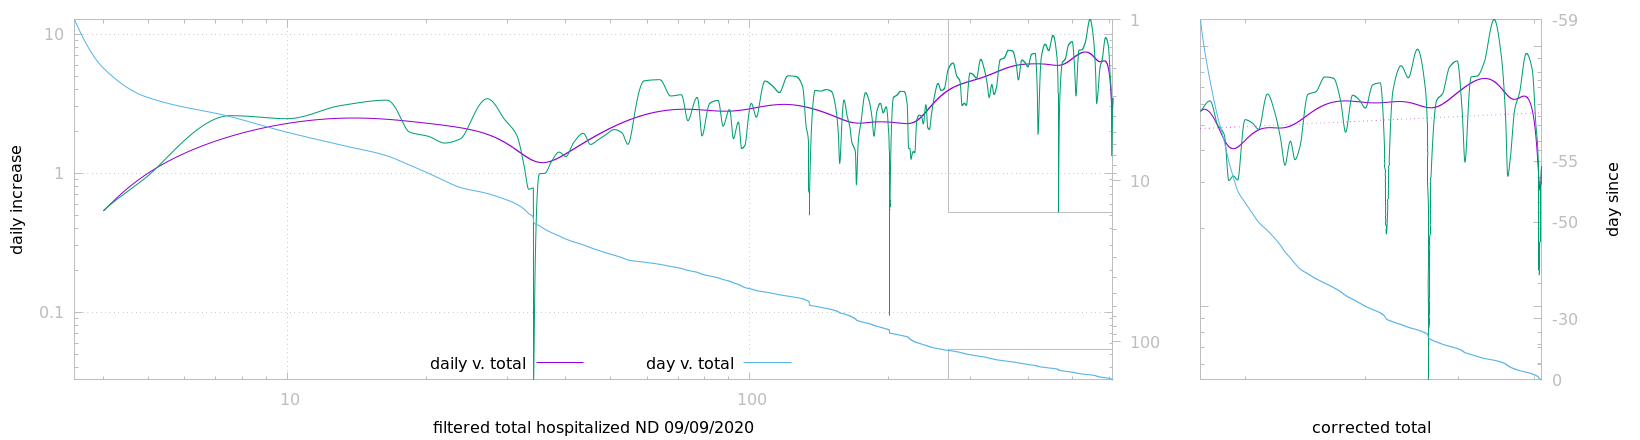 10
1
0.1
daily increase
10
100
daily v. total
day v. total
filtered total hospitalized ND 09/09/2020
1
10
100
-59
-55
-50
-30
0
day since
corrected total